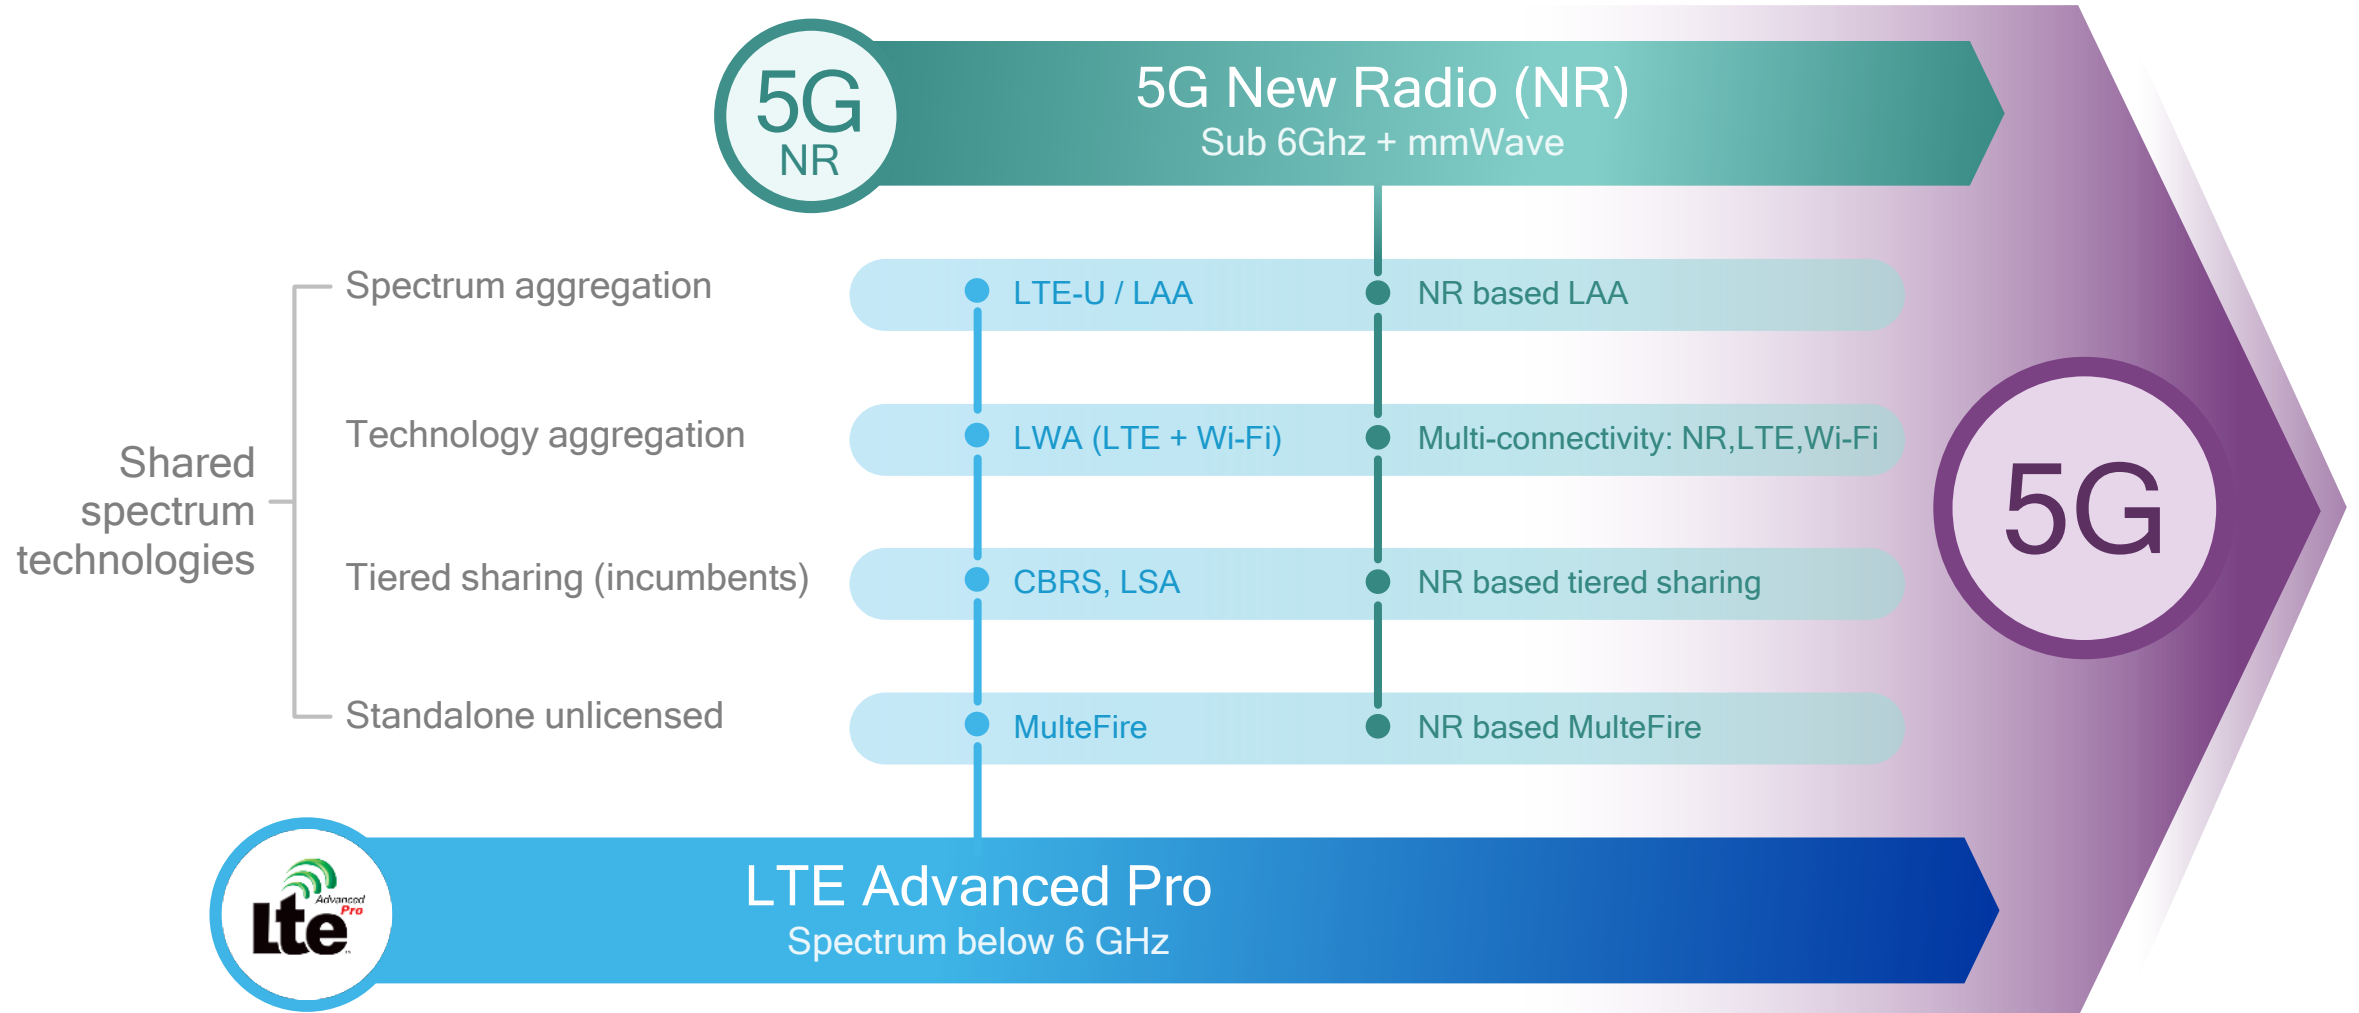 5G
NR
5G New Radio (NR)
Sub 6Ghz + mmWave
Shared
spectrum
technologies
Spectrum aggregation
LTE-U / LAA
NR based LAA
Technology aggregation
LWA (LTE + Wi-Fi)
Multi-connectivity: NR,LTE,Wi-Fi
Tiered sharing (incumbents)
CBRS, LSA
NR based tiered sharing
Standalone unlicensed
MulteFire
NR based MulteFire
5G
Advanced
Pro
Lte
LTE Advanced Pro
Spectrum below 6 GHz